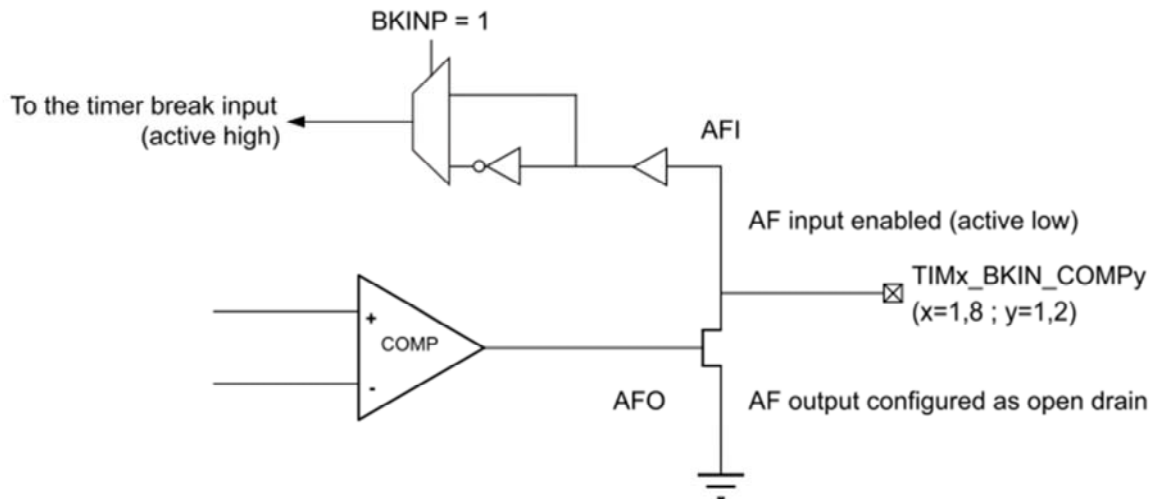 BKINP = 1
To the timer break input
(active high)
AFI
AF input enabled (active low)
TIMx_BKIN_COMPy
(x=1,8 ; y=1,2)
+
COMP
-
AFO
AF output configured as open drain